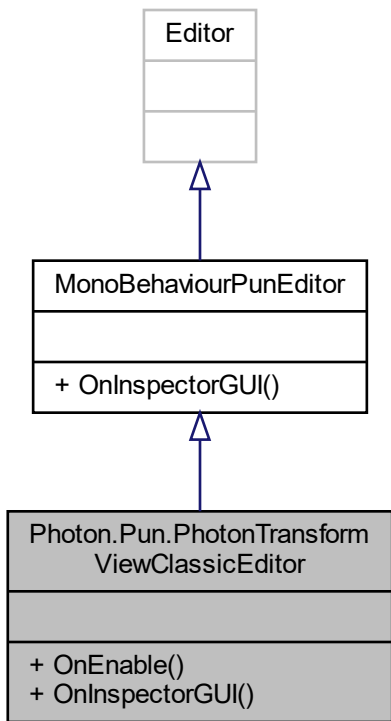 Editor
MonoBehaviourPunEditor
+ OnInspectorGUI()
Photon.Pun.PhotonTransform
ViewClassicEditor
+ OnEnable()
+ OnInspectorGUI()